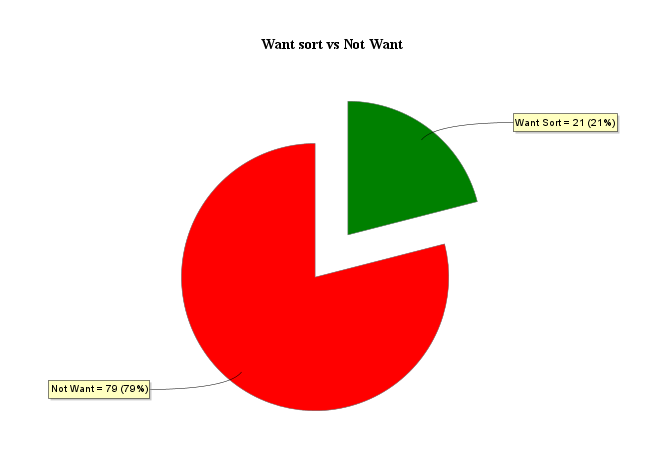 Want sort vs Not Want
Want Sort = 21 (21%)
Not Want = 79 (79%)